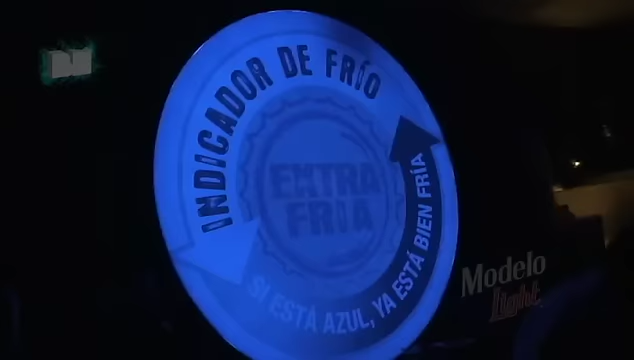 INDICADOR DE FRÍO
EXTRA
FRÍA
SI ESTÁ AZUL, YA ESTÁ BIEN FRÍA
Modelo
Light